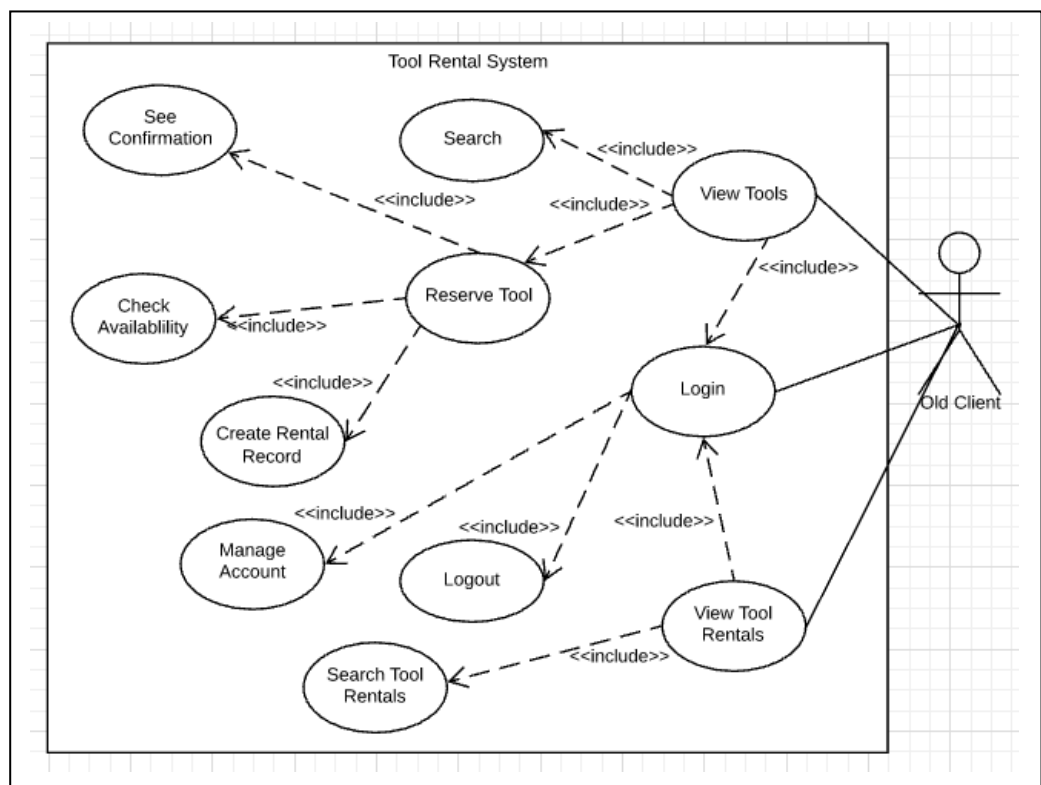 Tool Rental System
See
Confirmation
Search
<<include>>
View Tools
<<include>>
<<include>>
<<include>>
Reserve Tool
Check
Availablility
<<include>>
<<include>>
Login
Old Client
Create Rental
Record
<<include>>
<<include>>
<<include>>
Manage
Account
Logout
View Tool
Rentals
<<include>>
Search Tool
Rentals